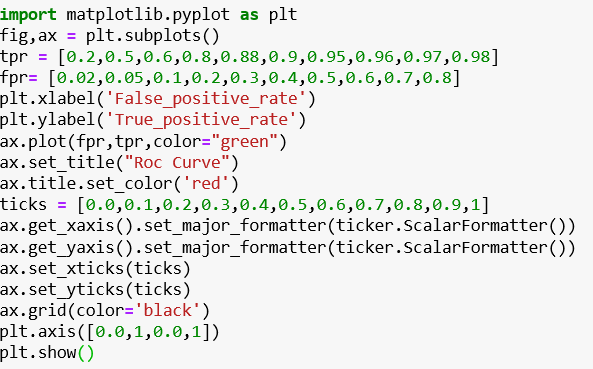 import matplotlib.pyplot as plt
fig,ax = plt.subplots()
tpr = [0.2,0.5,0.6,0.8,0.88,0.9,0.95,0.96,0.97,0.98]
fpr= [0.02,0.05,0.1,0.2,0.3,0.4,0.5,0.6,0.7,0.8]
plt.xlabel('False_positive_rate')
plt.ylabel('True_positive_rate')
ax.plot(fpr,tpr,color="green")
ax.set_title("Roc Curve")
ax.title.set_color('red')
ticks = [0.0,0.1,0.2,0.3,0.4,0.5,0.6,0.7,0.8,0.9,1]
ax.get_xaxis().set_major_formatter(ticker.ScalarFormatter())
ax.get_yaxis().set_major_formatter(ticker.ScalarFormatter())
ax.set_xticks(ticks)
ax.set_yticks(ticks)
ax.grid(color='black')
plt.axis([0.0,1,0.0,1])
plt.show()